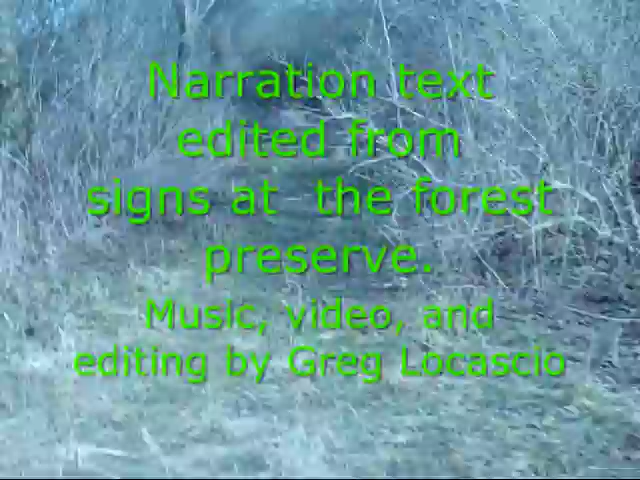 Narration text
edited from
signs at the forest
preserve.
Music, video, and
editing by Greg Locascio